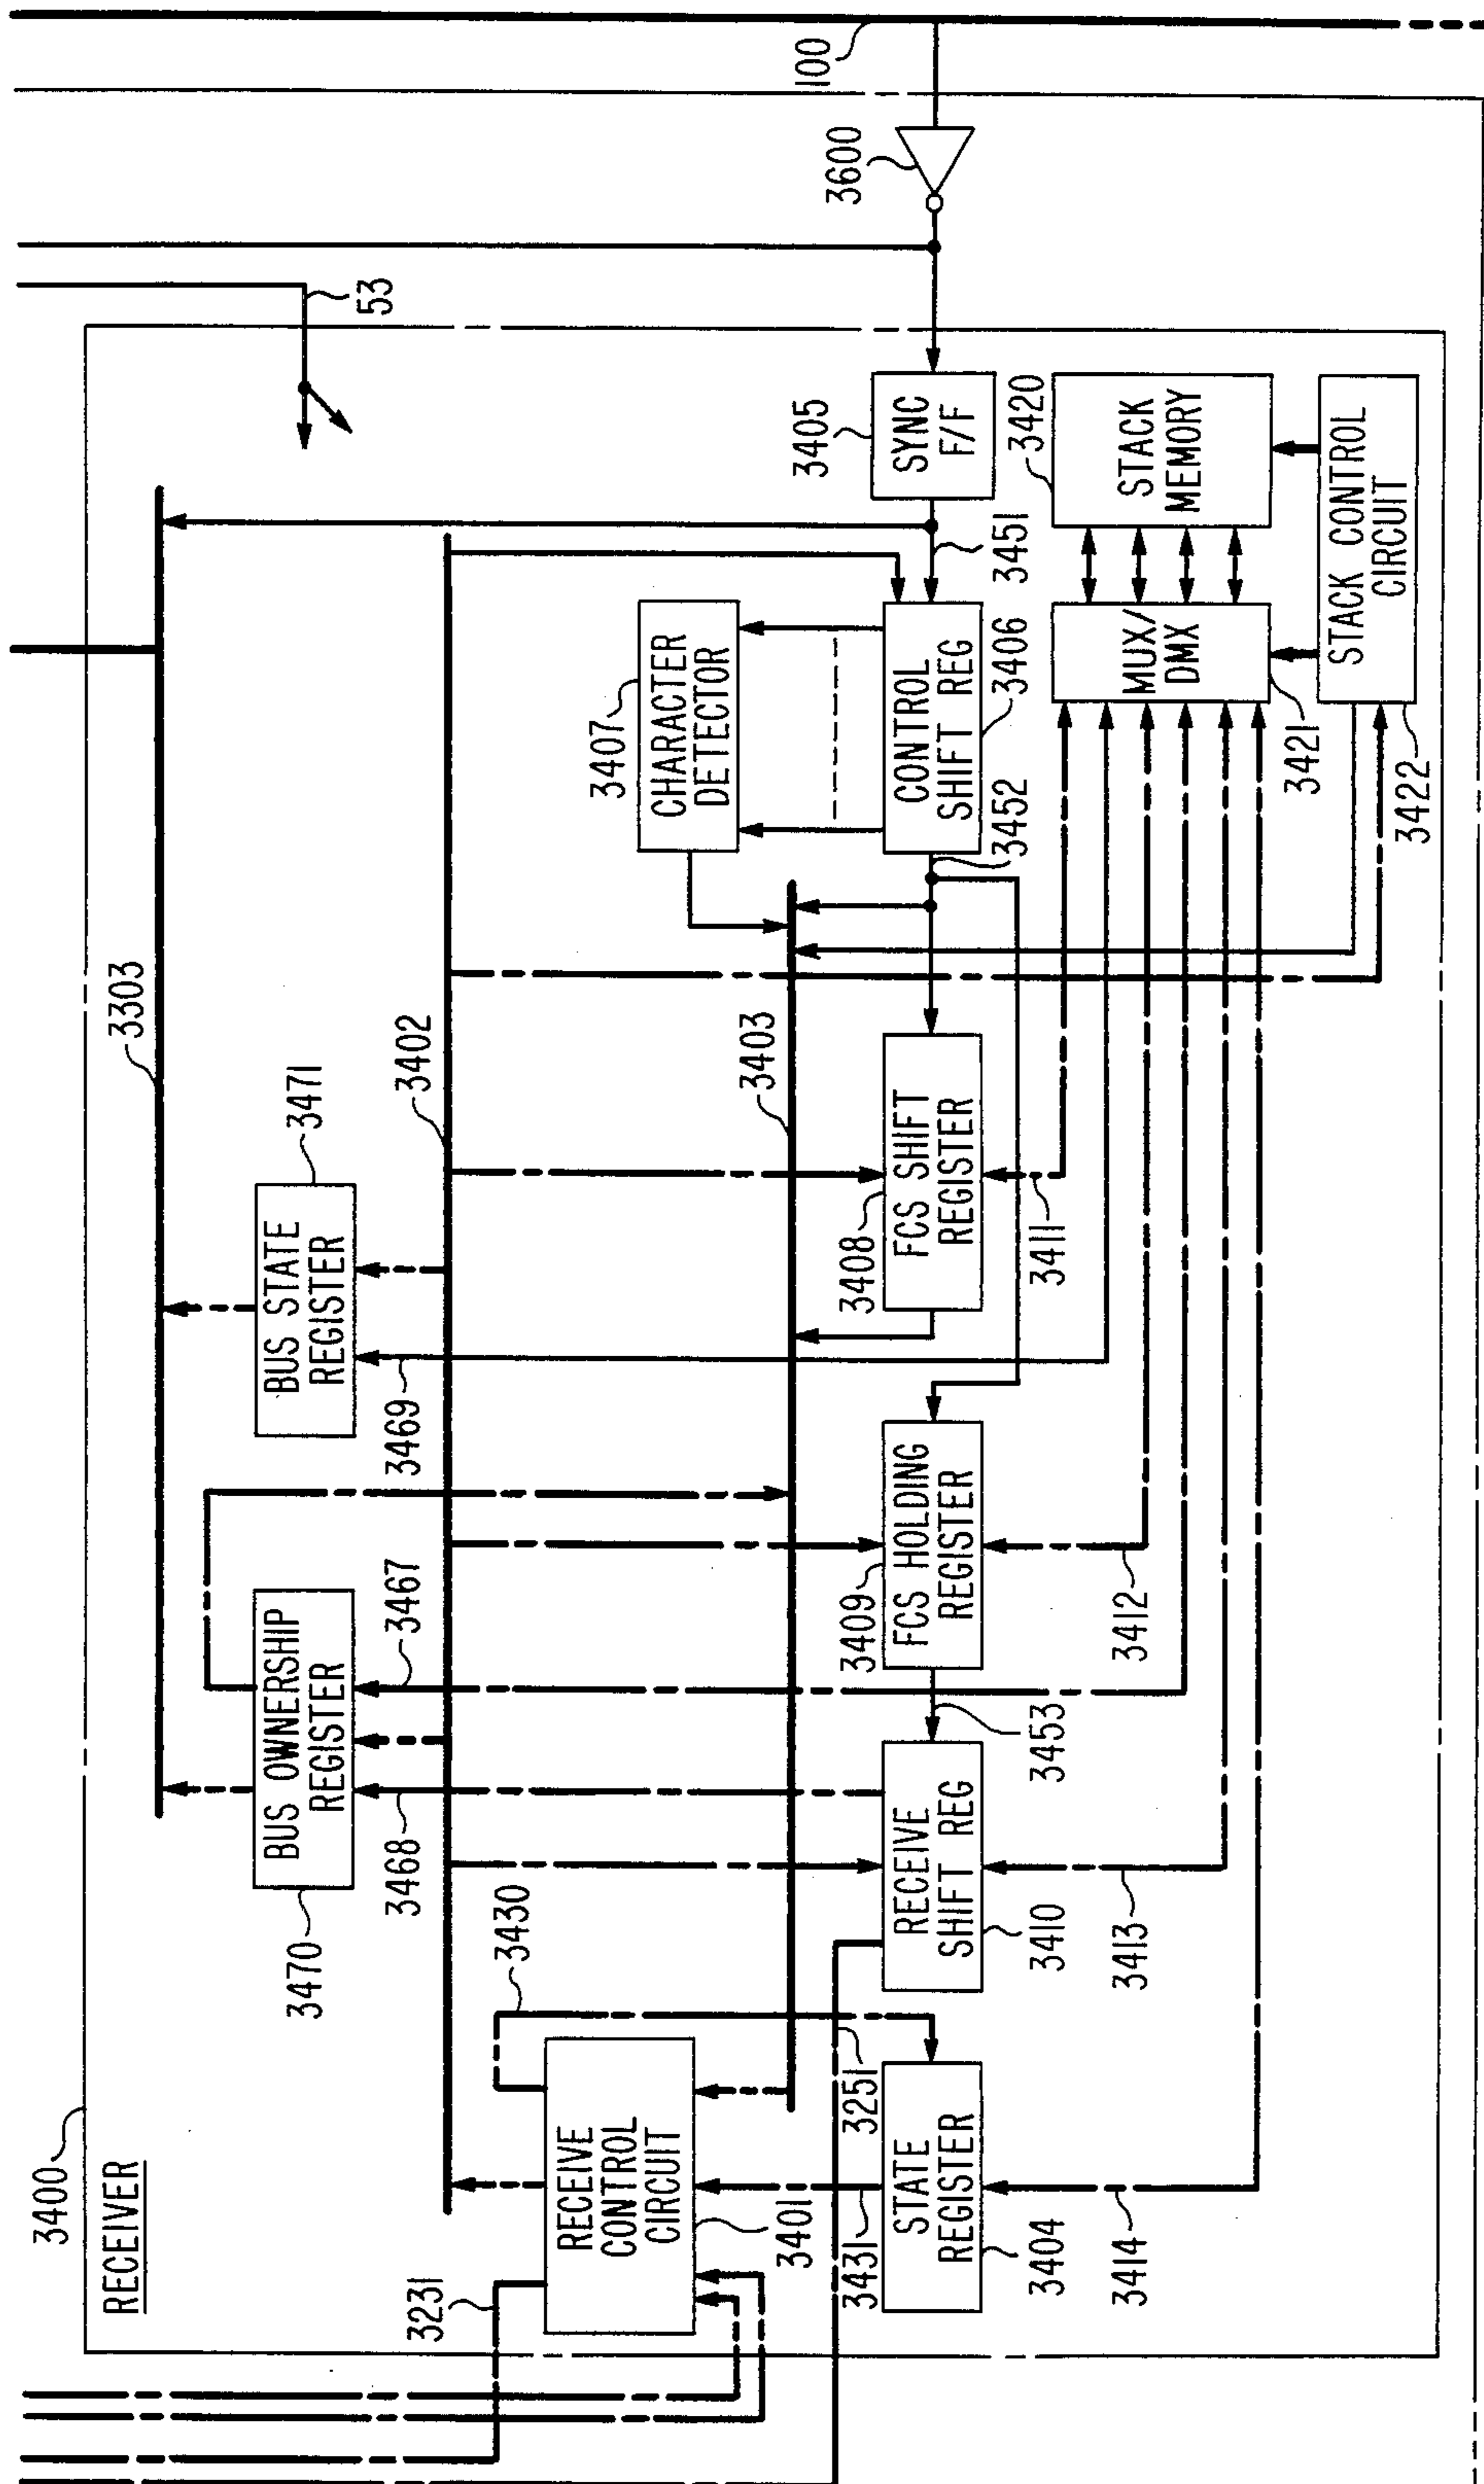 3400
RECEIVER
3303
100
3600
53
3470
BUS OWNERSHIP
REGISTER
3471
BUS STATE
REGISTER
3468
3467
3469
3402
3231
3430
RECEIVE
CONTROL
CIRCUIT
3401
3403
3407
CHARACTER
DETECTOR
3405
SYNC
F/F
3251
3431
STATE
REGISTER
3404
RECEIVE
SHIFT REG
3410
3453
3409
FCS HOLDING
REGISTER
3408
FCS SHIFT
REGISTER
3452
CONTROL
SHIFT REG
3406
3451
3414
3413
3412
3411
MUX/
DMX
3421
STACK
MEMORY
3420
STACK CONTROL
CIRCUIT
3422